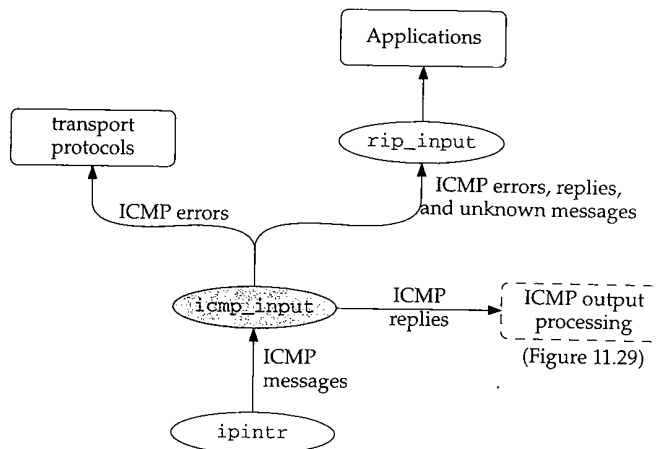 Applications
transport
protocols
rip_input
ICMP errors
ICMP errors, replies,
and unknown messages
icmp_input
ICMP
replies
ICMP output
processing
(Figure 11.29)
ICMP
messages
ipintr